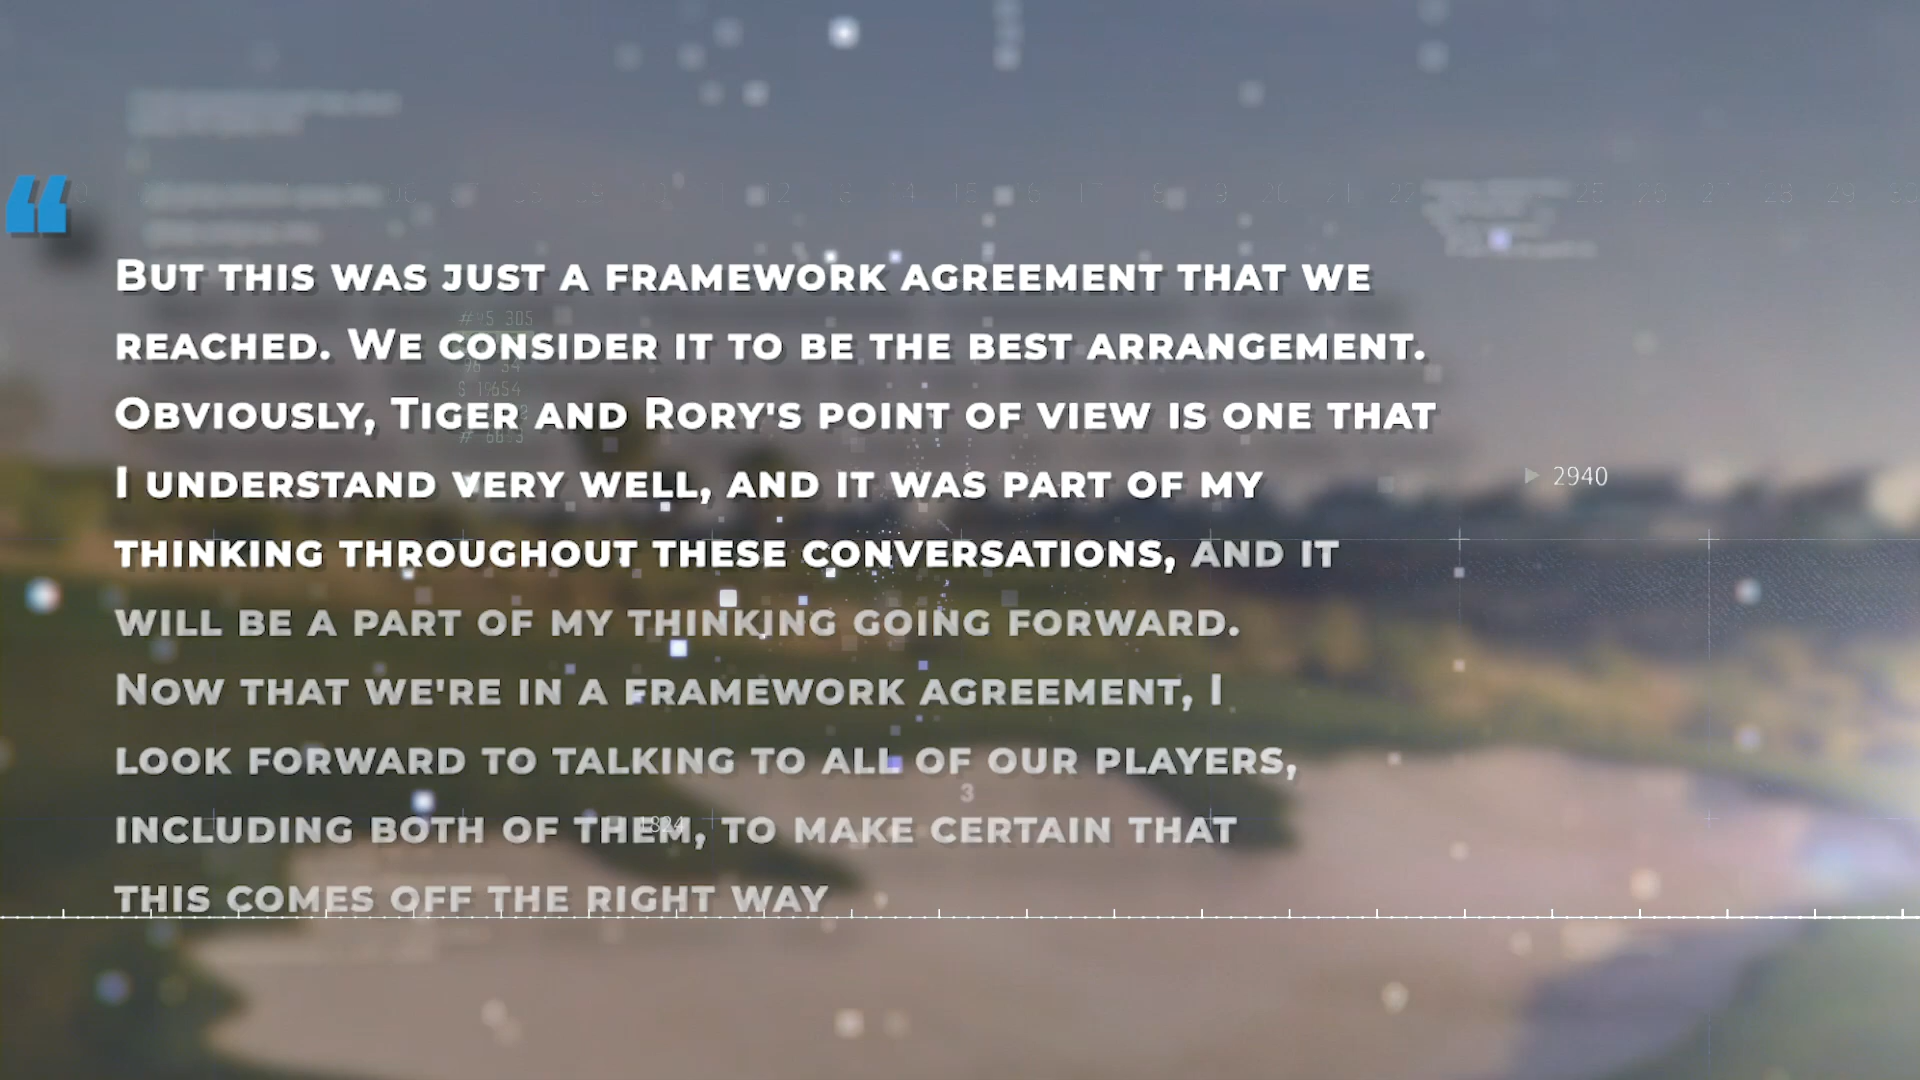 “
BUT THIS WAS JUST A FRAMEWORK AGREEMENT THAT WE
REACHED. WE CONSIDER IT TO BE THE BEST ARRANGEMENT.
OBVIOUSLY, TIGER AND RORY'S POINT OF VIEW IS ONE THAT
I UNDERSTAND VERY WELL, AND IT WAS PART OF MY
THINKING THROUGHOUT THESE CONVERSATIONS, AND IT
WILL BE A PART OF MY THINKING GOING FORWARD.
NOW THAT WE'RE IN A FRAMEWORK AGREEMENT, I
LOOK FORWARD TO TALKING TO ALL OF OUR PLAYERS,
INCLUDING BOTH OF THEM, TO MAKE CERTAIN THAT
THIS COMES OFF THE RIGHT WAY
2940
3
1824